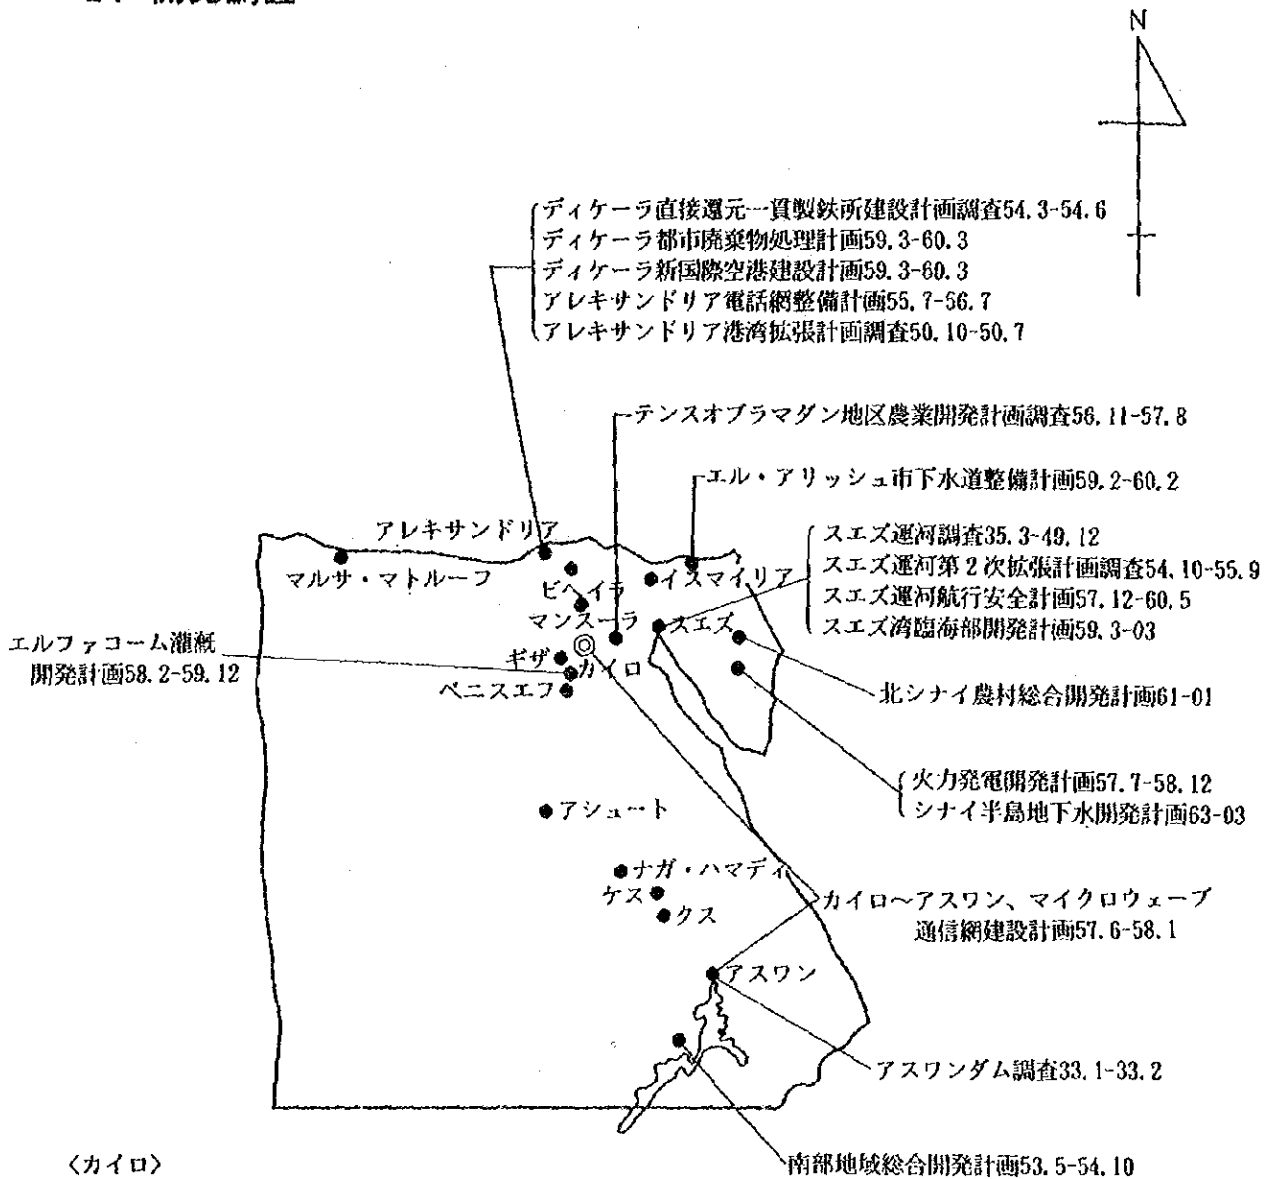 N
ディケーラ直接還元一貫製鉄所建設計画調査54.3-54.6
ディケーラ都市廃棄物処理計画59.3-60.3
ディケーラ新国際空港建設計画59.3-60.3
アレキサンドリア電話網整備計画55.7-56.7
アレキサンドリア港湾拡張計画調査50.10-50.7
テンスオブラマダン地区農業開発計画調査56.11-57.8
エル・アリッシュ市下水道整備計画59.2-60.2
アレキサンドリア
スエズ運河調査35.3-49.12
スエズ運河第2次拡張計画調査54.10-55.9
スエズ運河航行安全計画57.12-60.5
スエズ湾臨海部開発計画59.3-03
マルサ・マトルーフ
ビヘイラ
イスマイリア
マンスーラ
スエズ
エルファコーム灌漑
開発計画58.2-59.12
ギザ
カイロ
ベニスエフ
北シナイ農村総合開発計画61-01
火力発電開発計画57.7-58.12
シナイ半島地下水開発計画63-03
アシュート
ナガ・ハマディ
ケス
クス
カイロ～アスワン、マイクロウェーブ
通信網建設計画57.6-58.1
アスワン
アスワンダム調査33.1-33.2
〈カイロ〉
南部地域総合開発計画53.5-54.10